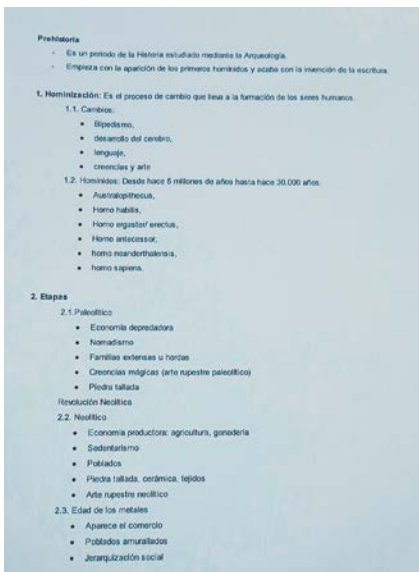 Prehistoria
- Es un periodo de la Historia estudiado mediante la Arqueología.
- Empieza con la aparición de los primeros homínidos y acaba con la invención de la escritura.
1. Hominización: Es el proceso de cambio que lleva a la formación de los seres humanos.
1.1. Cambios:
• Bipedismo,
• desarrollo del cerebro,
• lenguaje,
• creencias y arte
1.2. Homínidos: Desde hace 5 millones de años hasta hace 30.000 años.
• Australopithecus,
• Homo habilis,
• Homo ergaster/ erectus,
• Homo antecessor,
• homo neanderthalensis,
• homo sapiens.
2. Etapas
2.1.Paleolítico
• Economía depredadora
• Nomadismo
• Familias extensas u hordas
• Creencias mágicas (arte rupestre paleolítico)
• Piedra tallada
Revolución Neolítica
2.2. Neolítico
• Economía productora: agricultura, ganadería
• Sedentarismo
• Poblados
• Piedra tallada, cerámica, tejidos
• Arte rupestre neolítico
2.3. Edad de los metales
• Aparece el comercio
• Poblados amurallados
• Jerarquización social